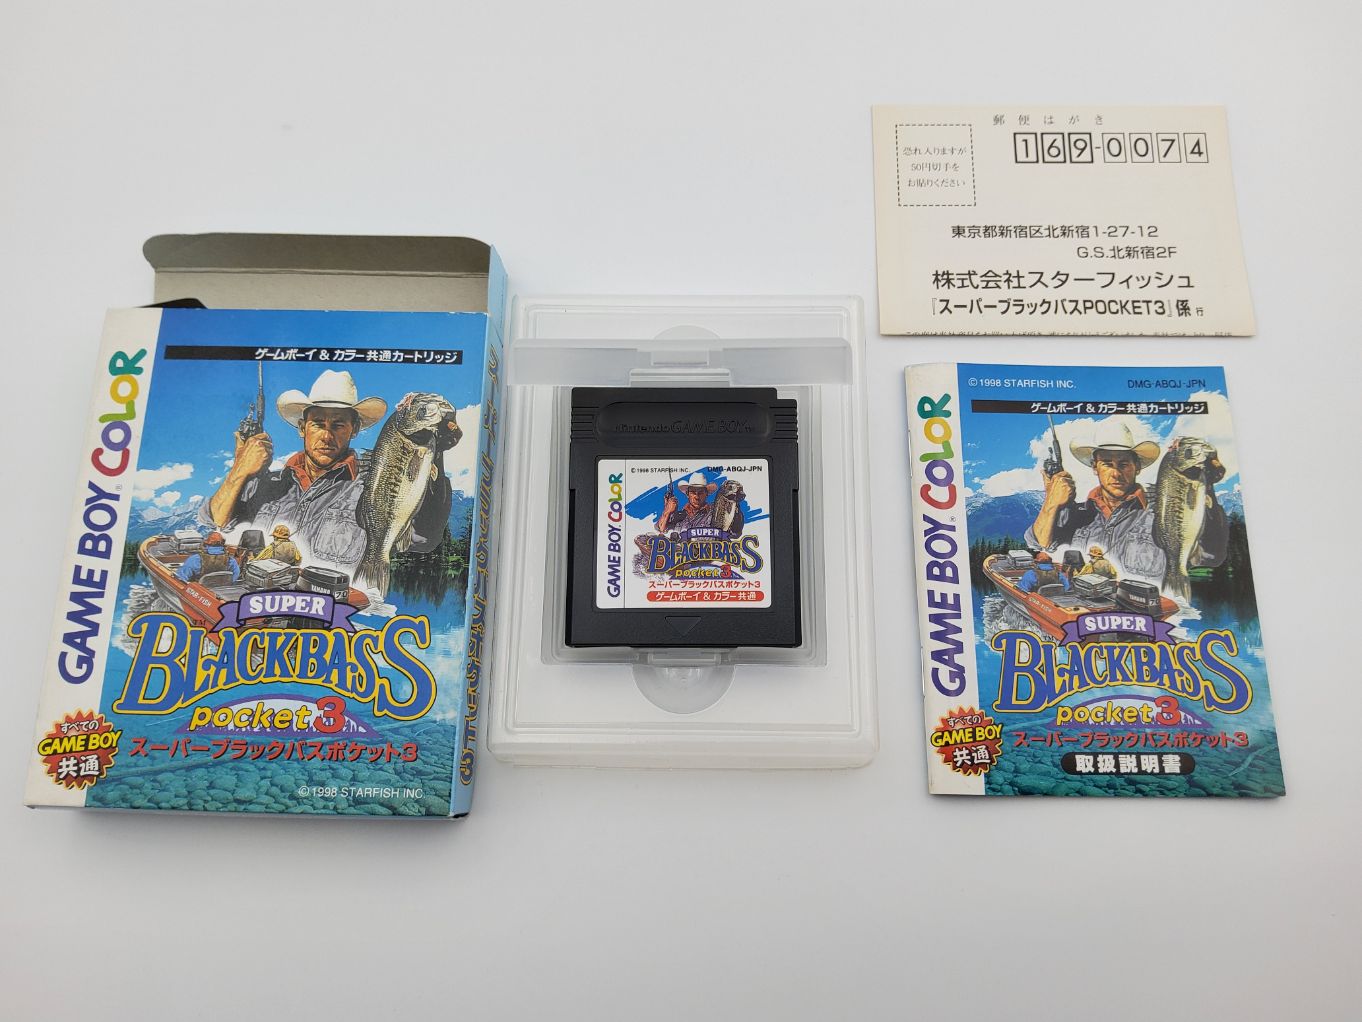 ゲームボーイ & カラー共通カートリッジ
GAME BOY COLOR
STAR-FISH
YAMAHA
70
SUPER
BLACKBASS
TM
pocket3
スーパーブラックバスポケット3
すべての
GAME BOY
共通
©1998 STARFISH INC.
Nintendo GAME BOY
©1998 STARFISH INC. DMG-ABQJ-JPN
GAME BOY COLOR
SUPER
BLACKBASS
pocket3
スーパーブラックバスポケット3
ゲームボーイ & カラー共通
郵便はがき
恐れ入りますが
50円切手を
お貼りください
169-0074
東京都新宿区北新宿1-27-12
G.S.北新宿2F
株式会社スターフィッシュ
『スーパーブラックバスPOCKET3』係 行
©1998 STARFISH INC. DMG-ABQJ-JPN
ゲームボーイ & カラー共通カートリッジ
GAME BOY COLOR
STAR-FISH
YAMAHA
70
SUPER
BLACKBASS
TM
pocket3
スーパーブラックバスポケット3
すべての
GAME BOY
共通
取扱説明書